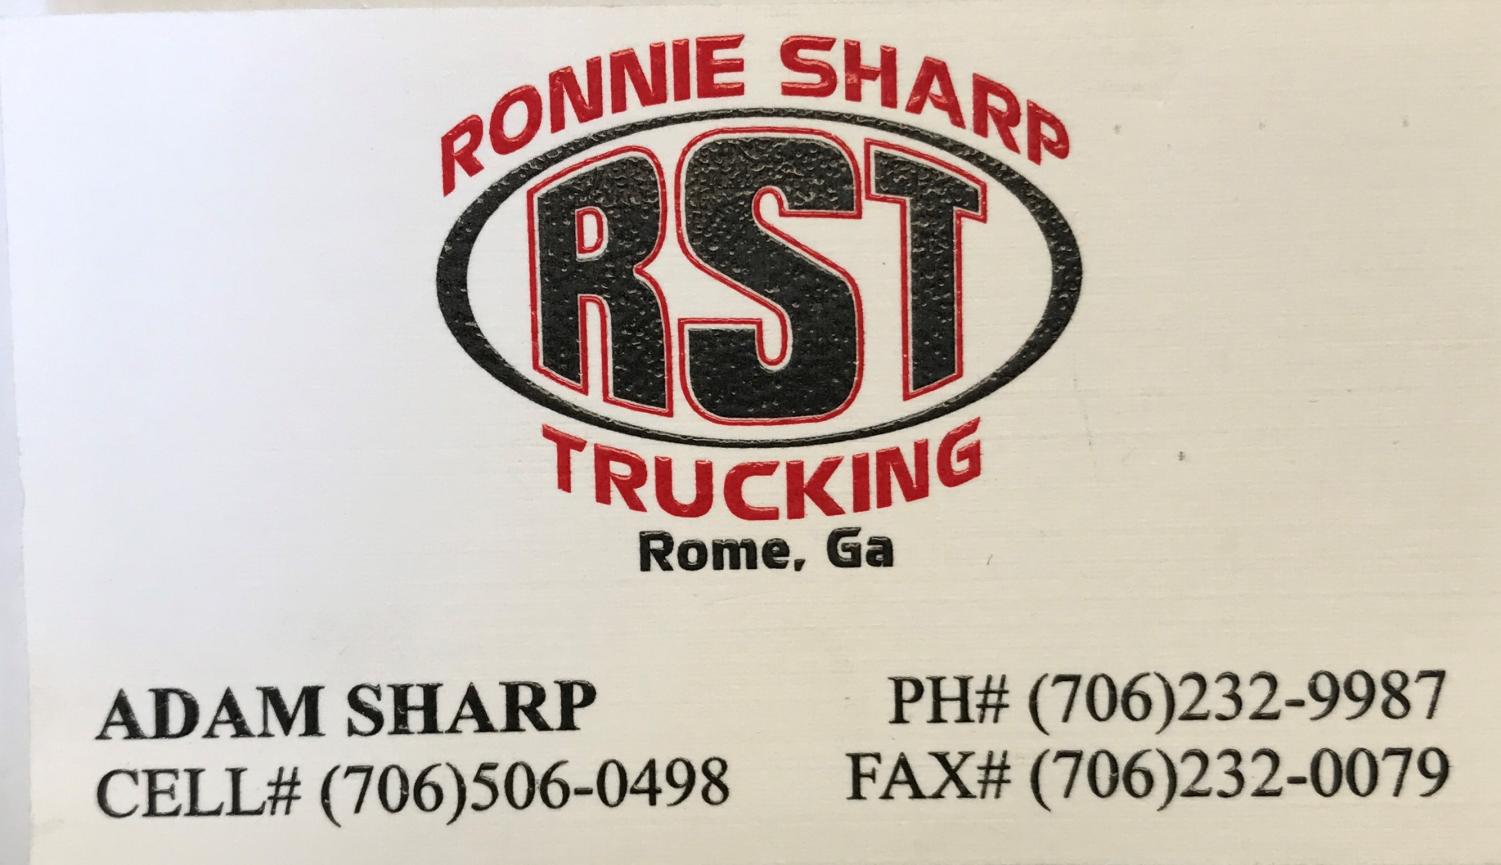 RONNIE SHARP
RST
TRUCKING
Rome, Ga
ADAM SHARP
CELL# (706)506-0498
PH# (706)232-9987
FAX# (706)232-0079